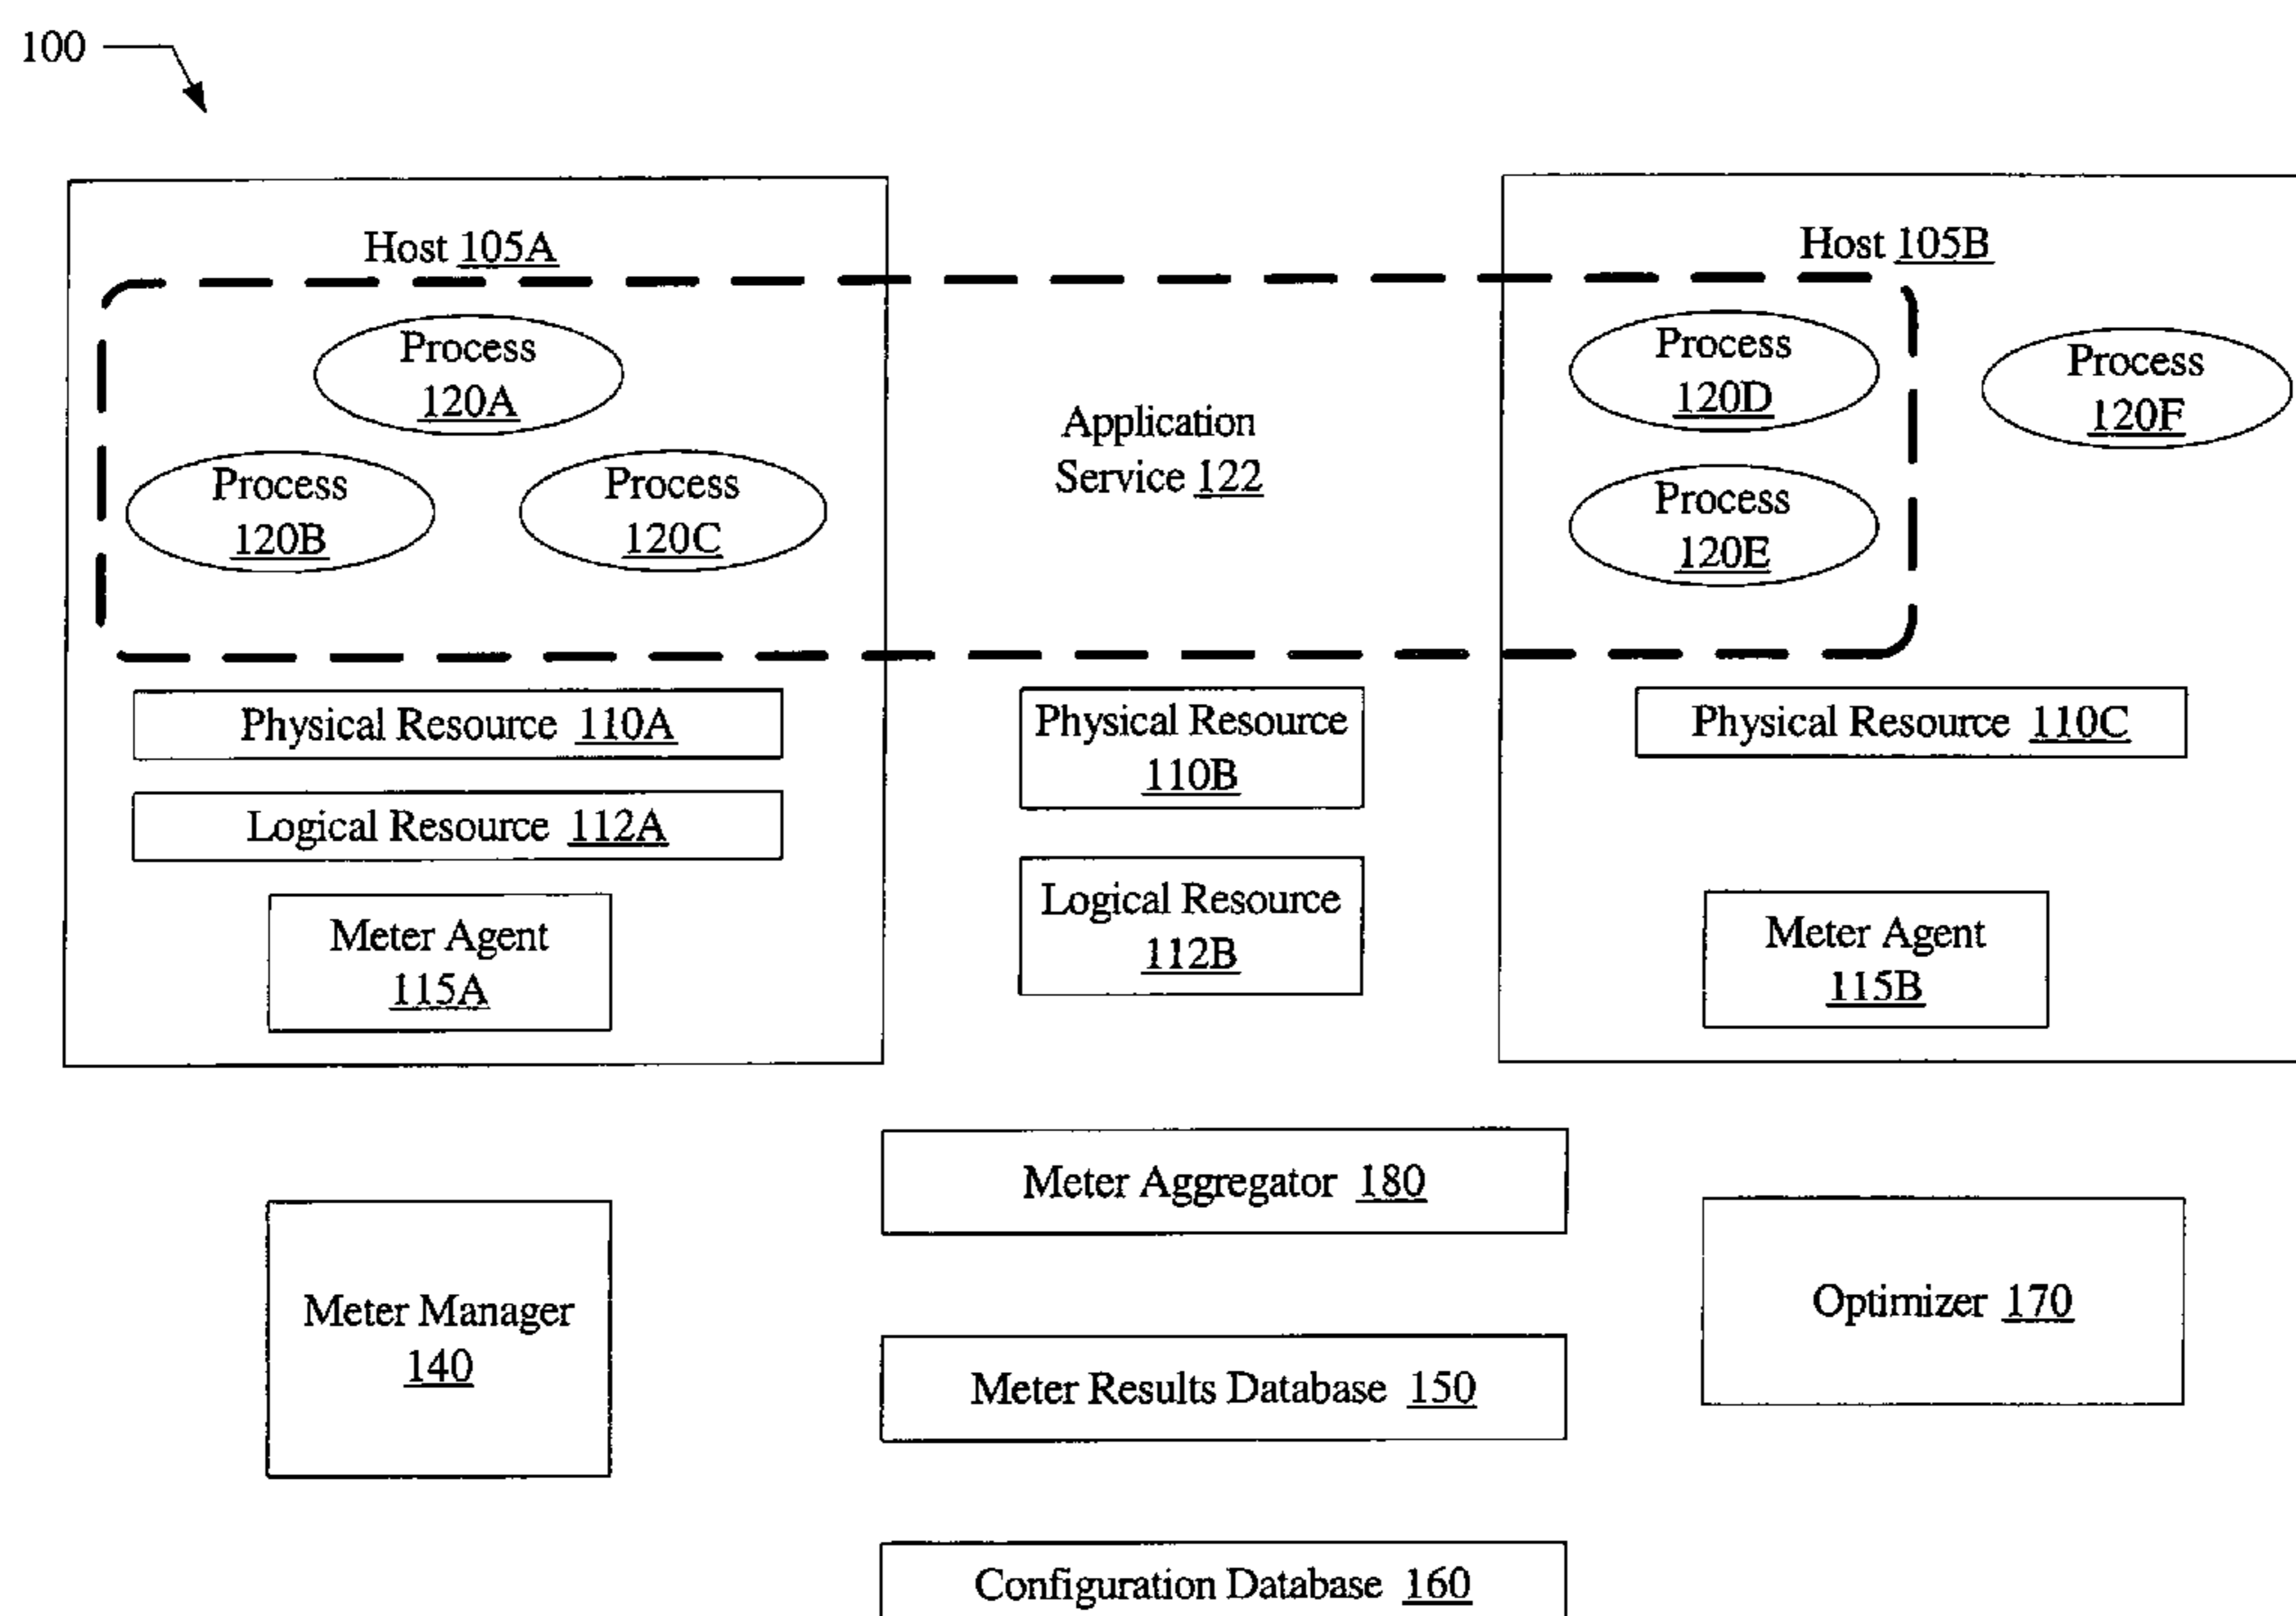 100
Host 105A
Host 105B
Process
120A
Process
120B
Process
120C
Application
Service 122
Process
120D
Process
120E
Process
120F
Physical Resource 110A
Logical Resource 112A
Meter Agent
115A
Physical Resource
110B
Logical Resource
112B
Physical Resource 110C
Meter Agent
115B
Meter Manager
140
Meter Aggregator 180
Meter Results Database 150
Configuration Database 160
Optimizer 170